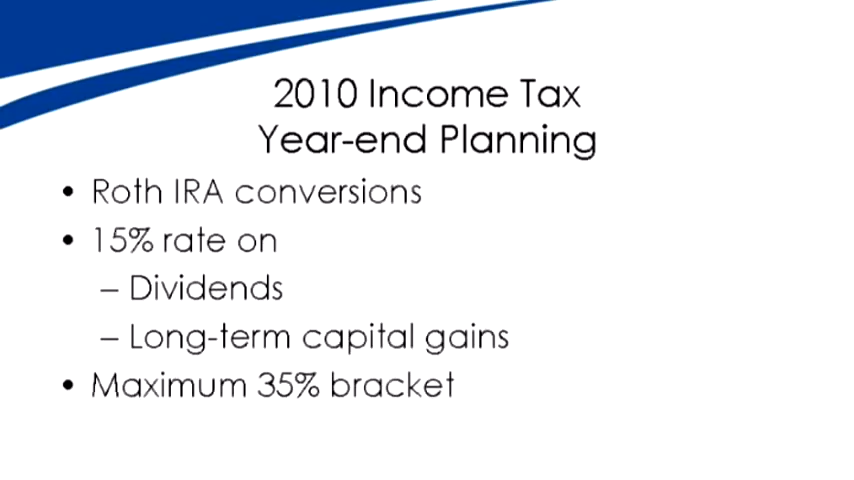 2010 Income Tax
Year-end Planning
• Roth IRA conversions
• 15% rate on
– Dividends
– Long-term capital gains
• Maximum 35% bracket